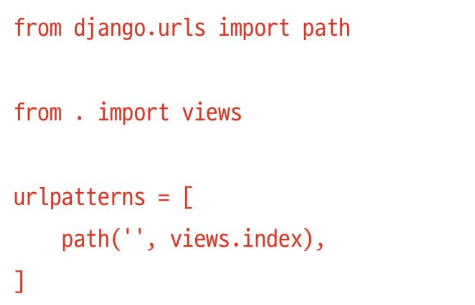 from django.urls import path
from . import views
urlpatterns = [
    path('', views.index),
]